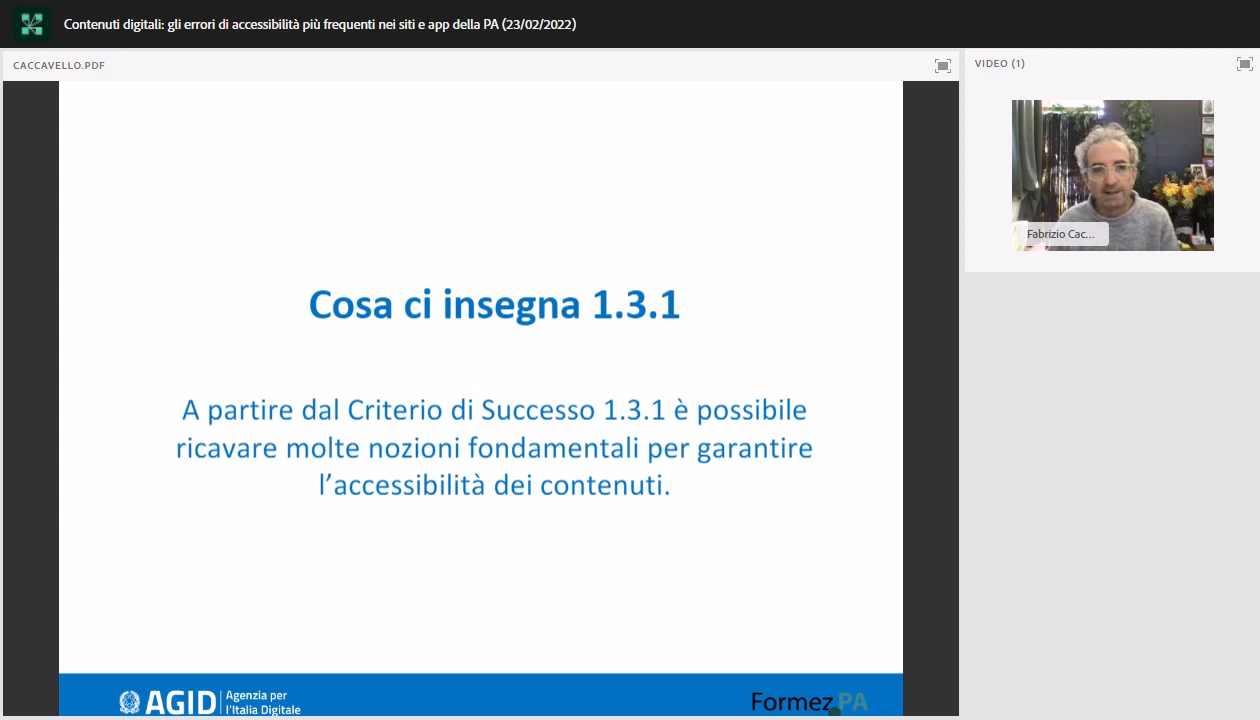 Contenuti digitali: gli errori di accessibilità più frequenti nei siti e app della PA (23/02/2022)
CACCAVELLO.PDF
VIDEO (1)
Fabrizio Cac...
Cosa ci insegna 1.3.1
A partire dal Criterio di Successo 1.3.1 è possibile
ricavare molte nozioni fondamentali per garantire
l’accessibilità dei contenuti.
AGID
Agenzia per
l'Italia Digitale
Formez PA